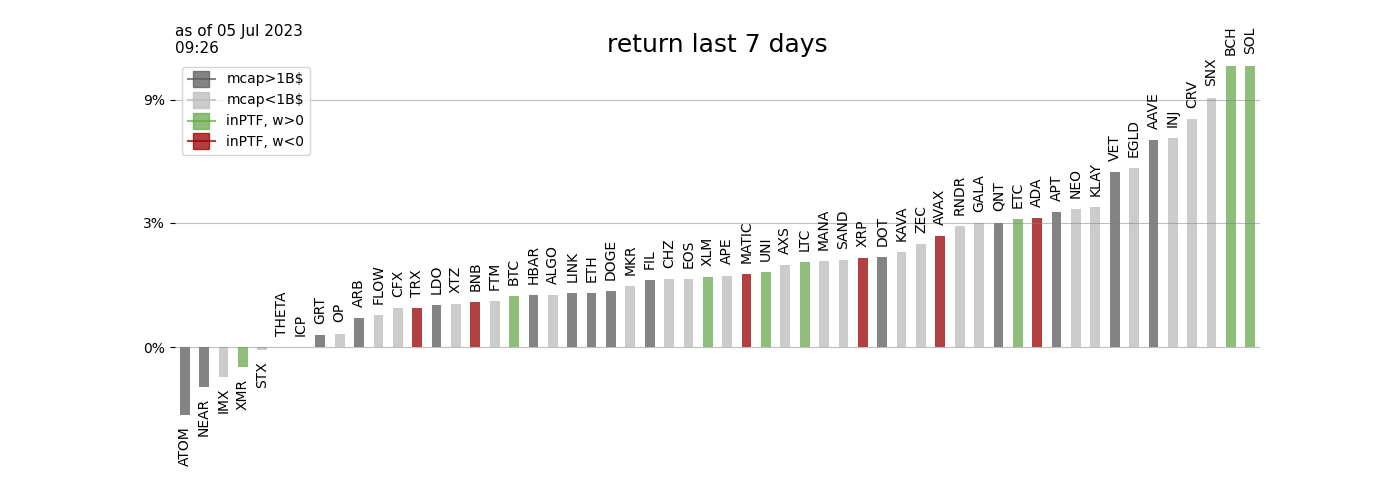 as of 05 Jul 2023
09:26
return last 7 days
mcap>1B$
mcap<1B$
inPTF, w>0
inPTF, w<0
9%
3%
0%
ATOM
NEAR
IMX
XMR
STX
THETA
ICP
GRT
OP
ARB
FLOW
CFX
TRX
LDO
XTZ
BNB
FTM
BTC
HBAR
ALGO
LINK
ETH
DOGE
MKR
FIL
CHZ
EOS
XLM
APE
MATIC
UNI
AXS
LTC
MANA
SAND
XRP
DOT
KAVA
ZEC
AVAX
RNDR
GALA
QNT
ETC
ADA
APT
NEO
KLAY
VET
EGLD
AAVE
INJ
CRV
SNX
BCH
SOL